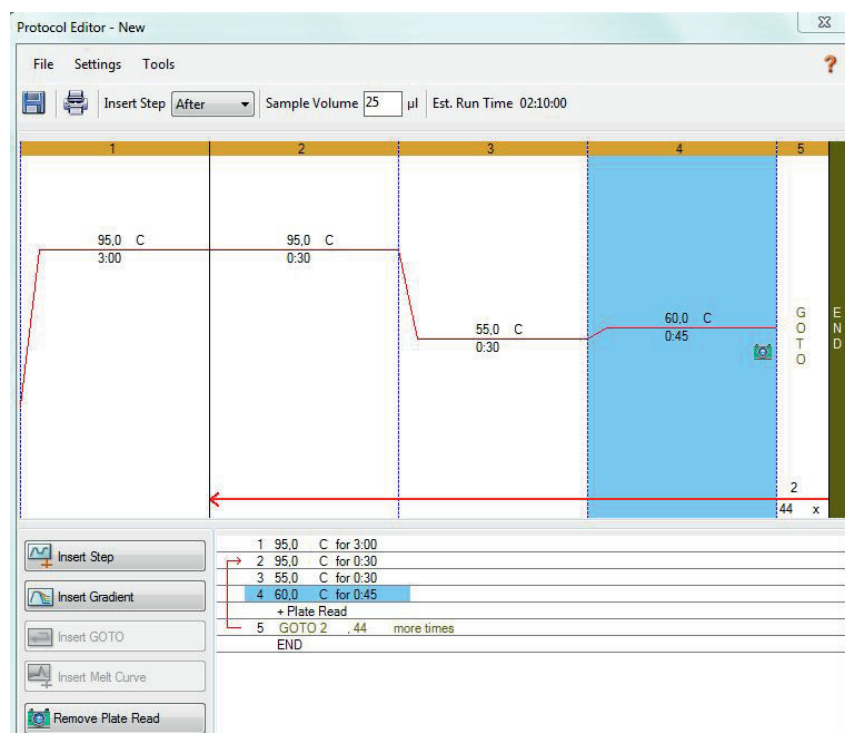 Protocol Editor - New
File Settings Tools
?
Insert Step After Sample Volume 25 µl Est. Run Time 02:10:00
1 2 3 4 5
95,0 C
3:00
95,0 C
0:30
55,0 C
0:30
60,0 C
0:45
GOTO
END
2
44 x
Insert Step
Insert Gradient
Insert GOTO
Insert Melt Curve
Remove Plate Read
1 95,0 C for 3:00
2 95,0 C for 0:30
3 55,0 C for 0:30
4 60,0 C for 0:45
+ Plate Read
5 GOTO 2 , 44 more times
END